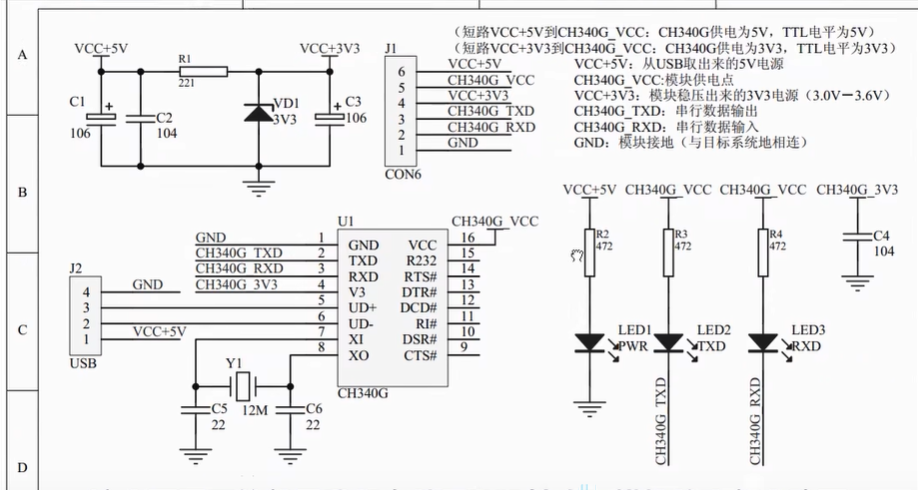 A
B
C
D
(短路VCC+5V到CH340G_VCC: CH340G供电为5V, TTL电平为5V)
(短路VCC+3V3到CH340G_VCC: CH340G供电为3V3, TTL电平为3V3)
VCC+5V: 从USB取出来的5V电源
CH340G_VCC:模块供电点
VCC+3V3: 模块稳压出来的3V3电源 (3.0V—3.6V)
CH340G_TXD: 串行数据输出
CH340G_RXD: 串行数据输入
GND: 模块接地 (与目标系统地相连)
VCC+5V
R1
221
VCC+3V3
C1
106
C2
104
VD1
3V3
C3
106
J1
6 VCC+5V
5 CH340G_VCC
4 VCC+3V3
3 CH340G_TXD
2 CH340G_RXD
1 GND
CON6
U1
CH340G_VCC
GND 1 GND VCC 16
CH340G_TXD 2 TXD R232 15
CH340G_RXD 3 RXD RTS# 14
CH340G_3V3 4 V3 DTR# 13
5 UD+ DCD# 12
6 UD- RI# 11
7 XI DSR# 10
8 XO CTS# 9
CH340G
J2
4 GND
3
2
1 VCC+5V
USB
Y1
12M
C5
22
C6
22
VCC+5V CH340G_VCC CH340G_VCC CH340G_3V3
R2
472
R3
472
R4
472
C4
104
LED1
PWR
LED2
TXD
LED3
RXD
CH340G_TXD
CH340G_RXD